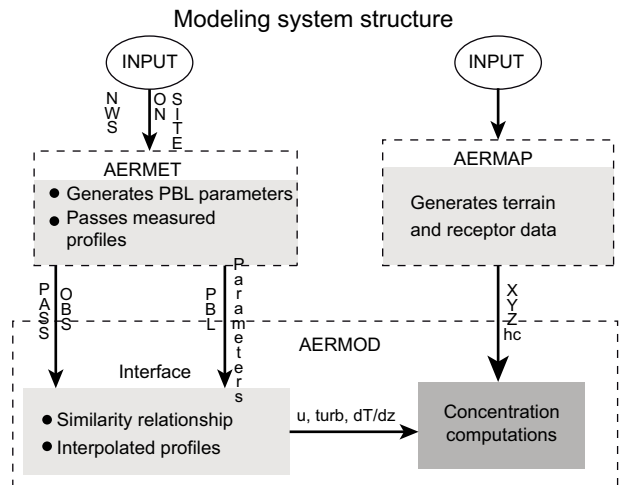 Modeling system structure
INPUT
INPUT
NWS
ON
SITE
AERMET
● Generates PBL parameters
● Passes measured
profiles
AERMAP
Generates terrain
and receptor data
PASS
OBS
PBL
Parameters
XYZ
hc
AERMOD
Interface
● Similarity relationship
● Interpolated profiles
u, turb, dT/dz
Concentration
computations